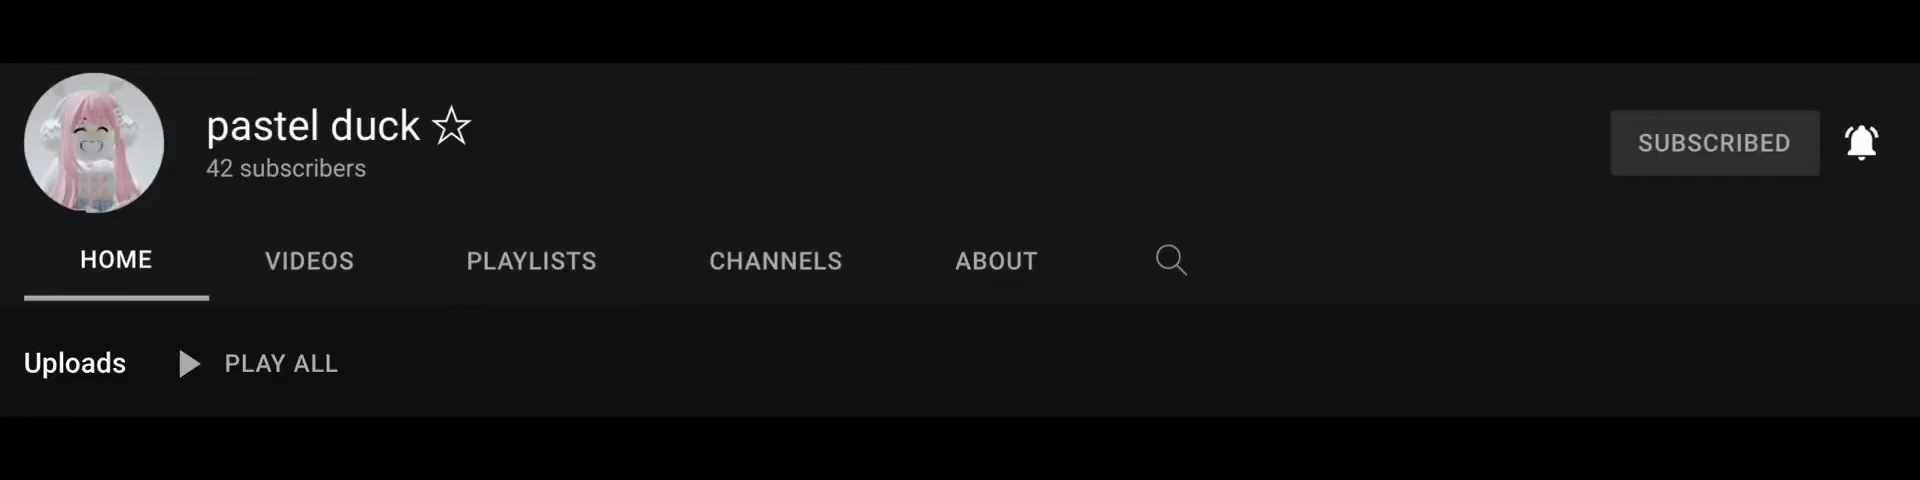 pastel duck ☆
42 subscribers
SUBSCRIBED
HOME VIDEOS PLAYLISTS CHANNELS ABOUT
Uploads PLAY ALL